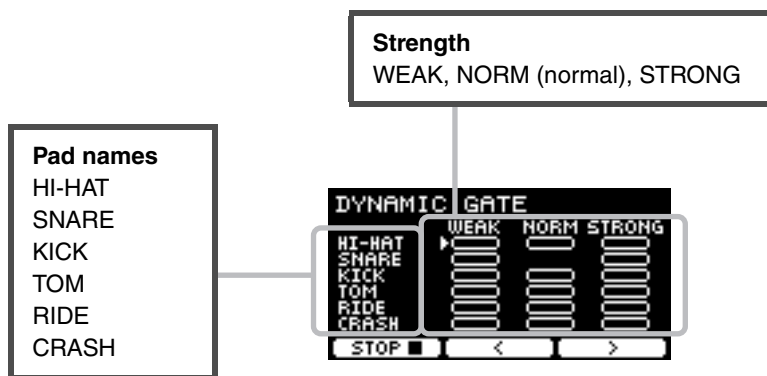 Strength
WEAK, NORM (normal), STRONG
Pad names
HI-HAT
SNARE
KICK
TOM
RIDE
CRASH
DYNAMIC GATE
WEAK NORM STRONG
HI-HAT
SNARE
KICK
TOM
RIDE
CRASH
STOP ■ < >